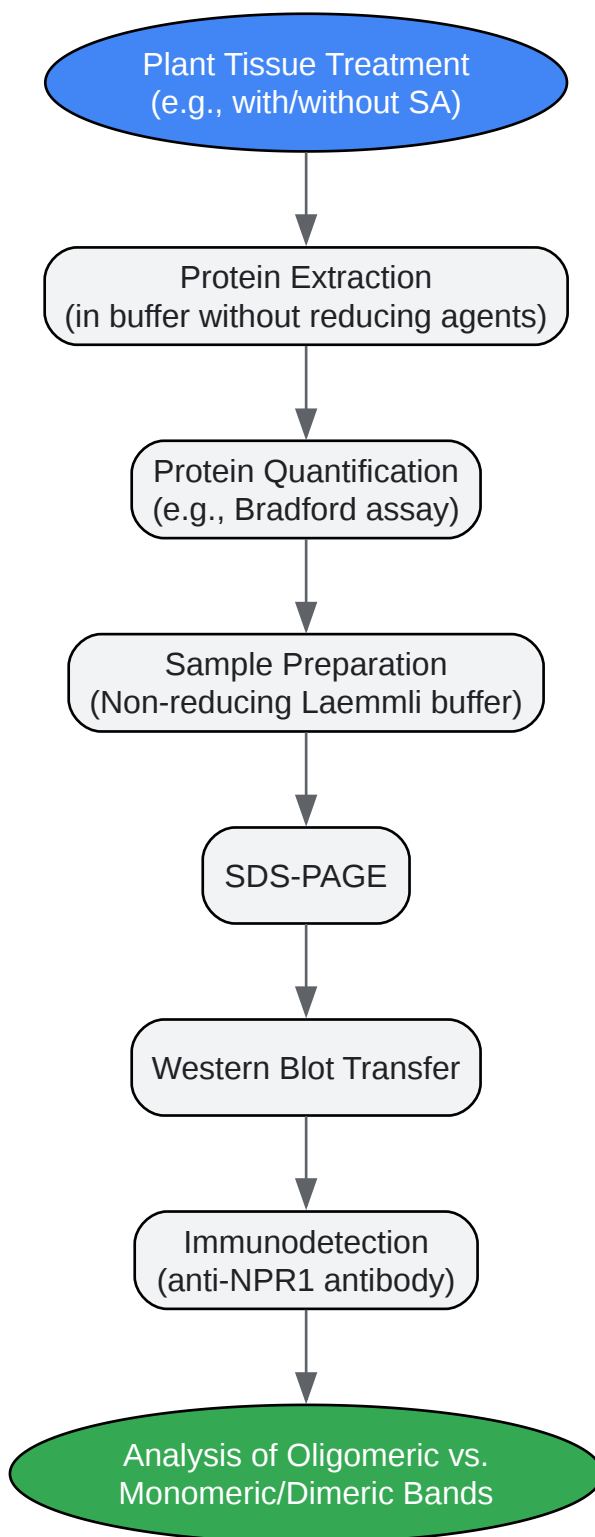 Plant Tissue Treatment
(e.g., with/without SA)
Protein Extraction
(in buffer without reducing agents)
Protein Quantification
(e.g., Bradford assay)
Sample Preparation
(Non-reducing Laemmli buffer)
SDS-PAGE
Western Blot Transfer
Immunodetection
(anti-NPR1 antibody)
Analysis of Oligomeric vs.
Monomeric/Dimeric Bands